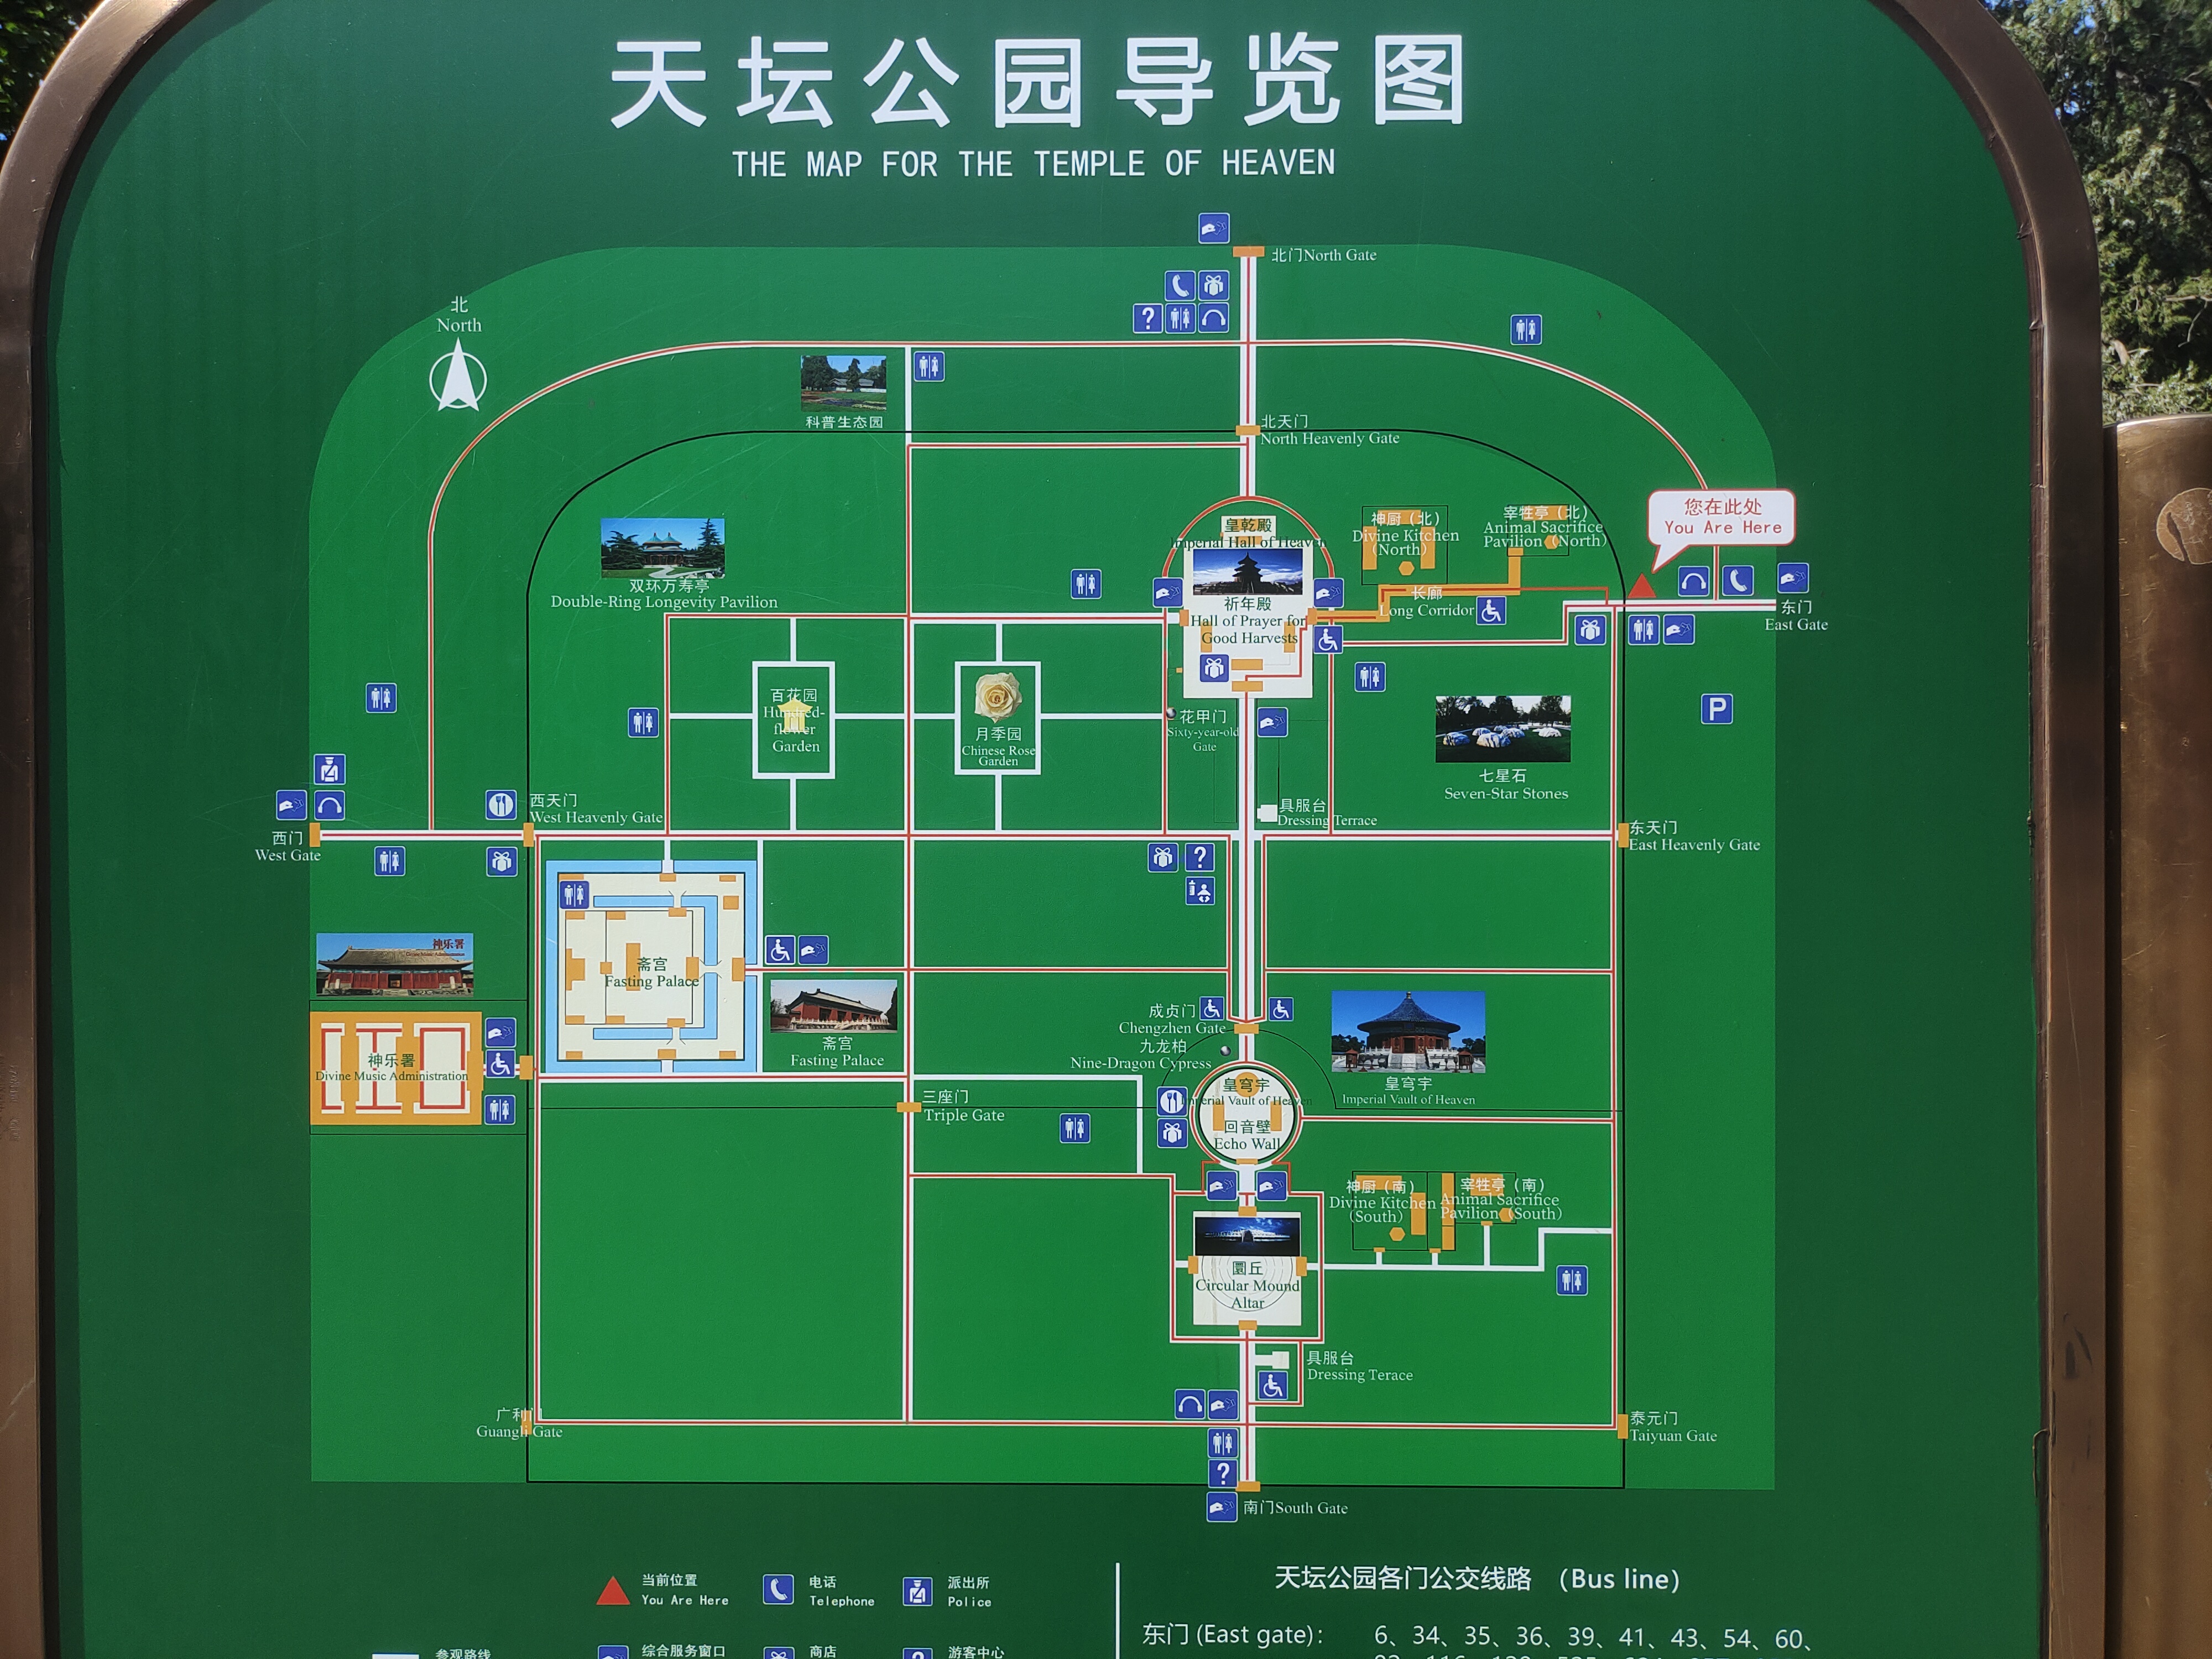 天坛公园导览图
THE MAP FOR THE TEMPLE OF HEAVEN
北门North Gate
北
North
科普生态园
北天门
North Heavenly Gate
您在此处
You Are Here
皇乾殿
Imperial Hall of Heaven
神厨（北）
Divine Kitchen
（North）
宰牲亭（北）
Animal Sacrifice
Pavilion（North）
双环万寿亭
Double-Ring Longevity Pavilion
祈年殿
Hall of Prayer for
Good Harvests
长廊
Long Corridor
东门
East Gate
百花园
Hundred-
flower
Garden
月季园
Chinese Rose
Garden
花甲门
Sixty-year-old
Gate
七星石
Seven-Star Stones
西天门
West Heavenly Gate
具服台
Dressing Terrace
西门
West Gate
东天门
East Heavenly Gate
神乐署
斋宫
Fasting Palace
斋宫
Fasting Palace
成贞门
Chengzhen Gate
九龙柏
Nine-Dragon Cypress
神乐署
Divine Music Administration
皇穹宇
Imperial Vault of Heaven
皇穹宇
Imperial Vault of Heaven
三座门
Triple Gate
回音壁
Echo Wall
神厨（南）
Divine Kitchen
（South）
宰牲亭（南）
Animal Sacrifice
Pavilion（South）
圜丘
Circular Mound
Altar
具服台
Dressing Terace
广利门
Guangli Gate
泰元门
Taiyuan Gate
南门South Gate
P
当前位置
You Are Here
电话
Telephone
派出所
Police
参观路线
综合服务窗口
商店
游客中心
天坛公园各门公交线路 （Bus line）
东门 (East gate)： 6、34、35、36、39、41、43、54、60、